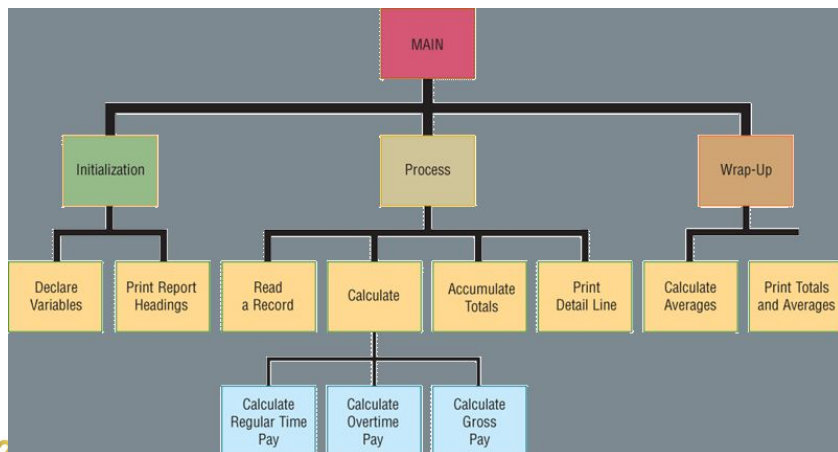 MAIN
Initialization
Process
Wrap-Up
Declare
Variables
Print Report
Headings
Read
a Record
Calculate
Accumulate
Totals
Print
Detail Line
Calculate
Averages
Print Totals
and Averages
Calculate
Regular Time
Pay
Calculate
Overtime
Pay
Calculate
Gross
Pay